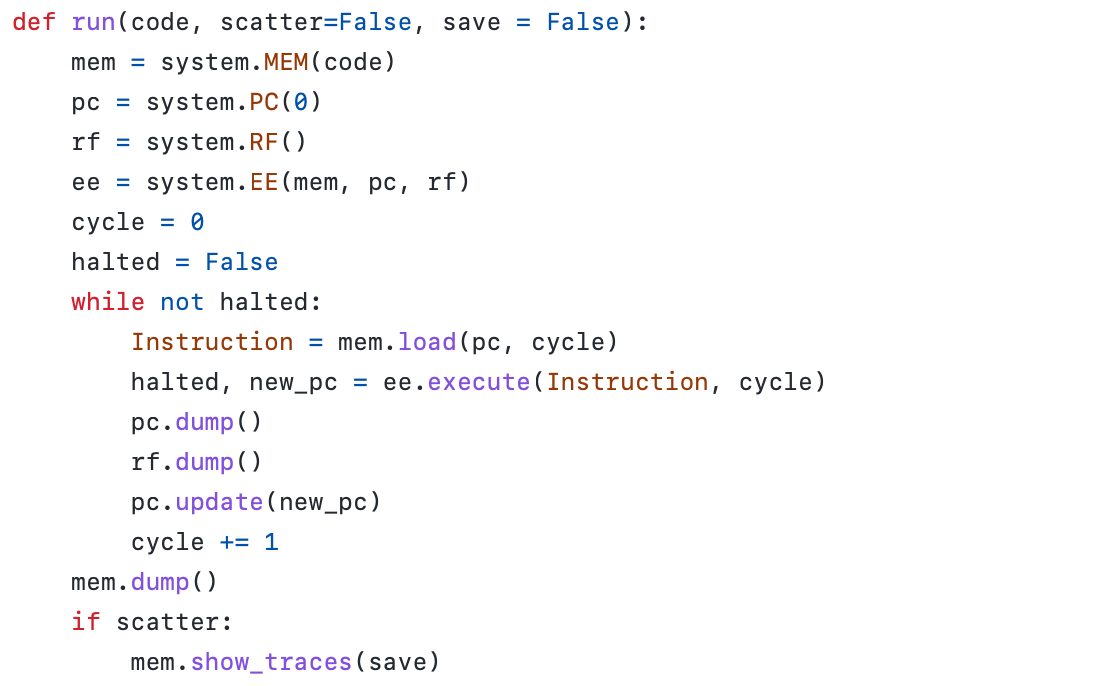 def run(code, scatter=False, save = False):
    mem = system.MEM(code)
    pc = system.PC(0)
    rf = system.RF()
    ee = system.EE(mem, pc, rf)
    cycle = 0
    halted = False
    while not halted:
        Instruction = mem.load(pc, cycle)
        halted, new_pc = ee.execute(Instruction, cycle)
        pc.dump()
        rf.dump()
        pc.update(new_pc)
        cycle += 1
    mem.dump()
    if scatter:
        mem.show_traces(save)